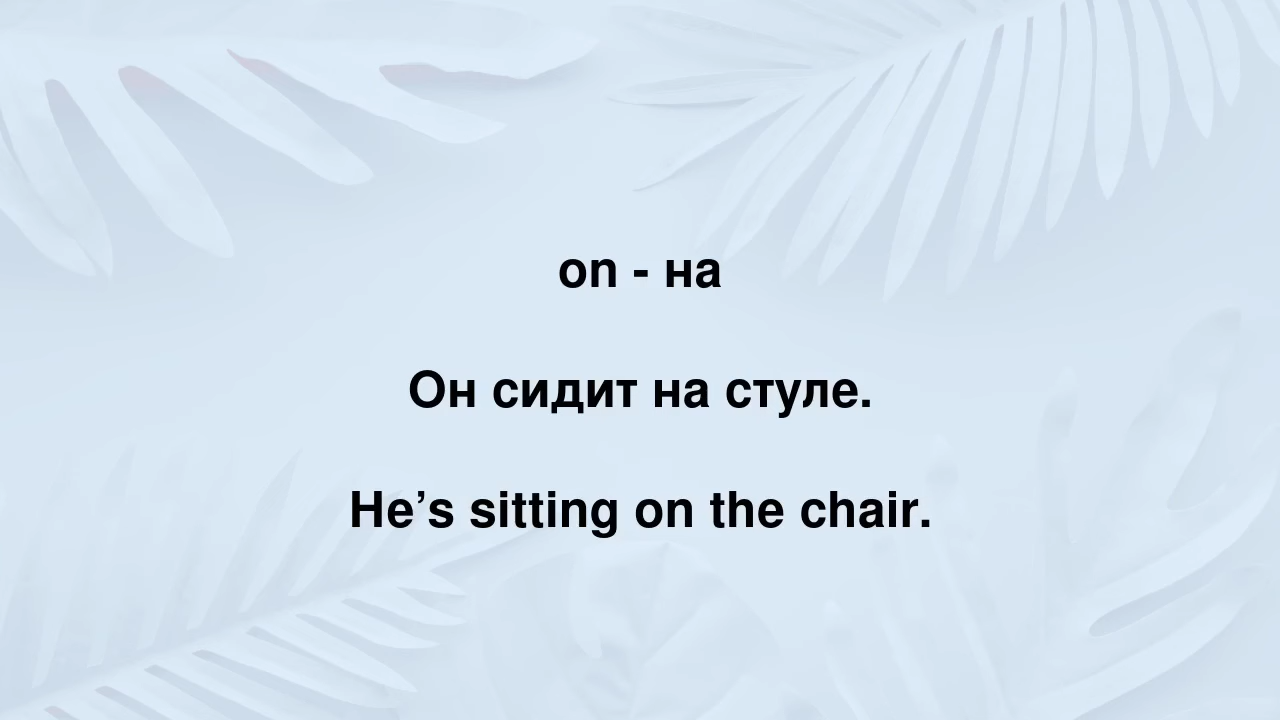 on - на
Он сидит на стуле.
He’s sitting on the chair.